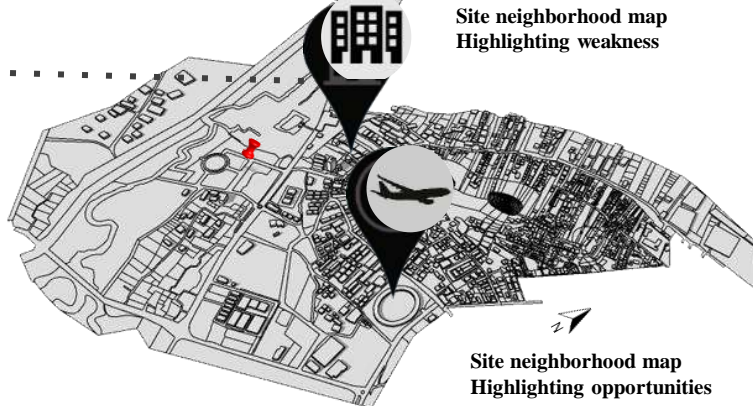 Site neighborhood map
Highlighting weakness
N
Site neighborhood map
Highlighting opportunities